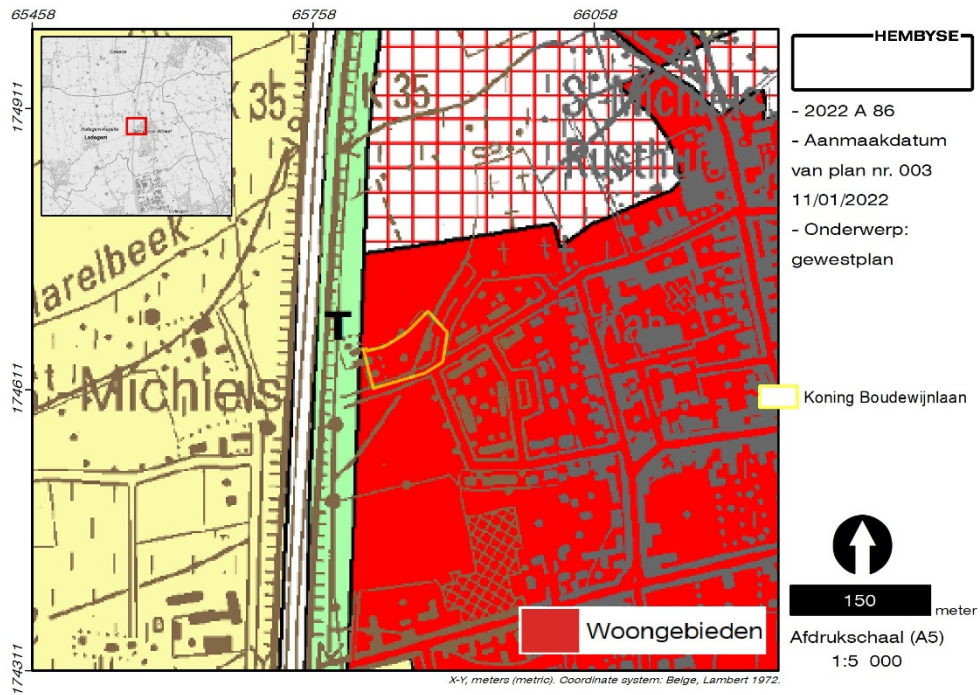 65458
65758
66058
HEMBYSE
- 2022 A 86
- Aanmaakdatum
van plan nr. 003
11/01/2022
- Onderwerp:
gewestplan
174911
174611
174311
K 35
K 35
arelbeek
Michiels
T
Ledegem
Koning Boudewijnlaan
150
meter
Afdrukschaal (A5)
1:5 000
Woongebieden
X-Y, meters (metric). Coordinate system: Belge, Lambert 1972.